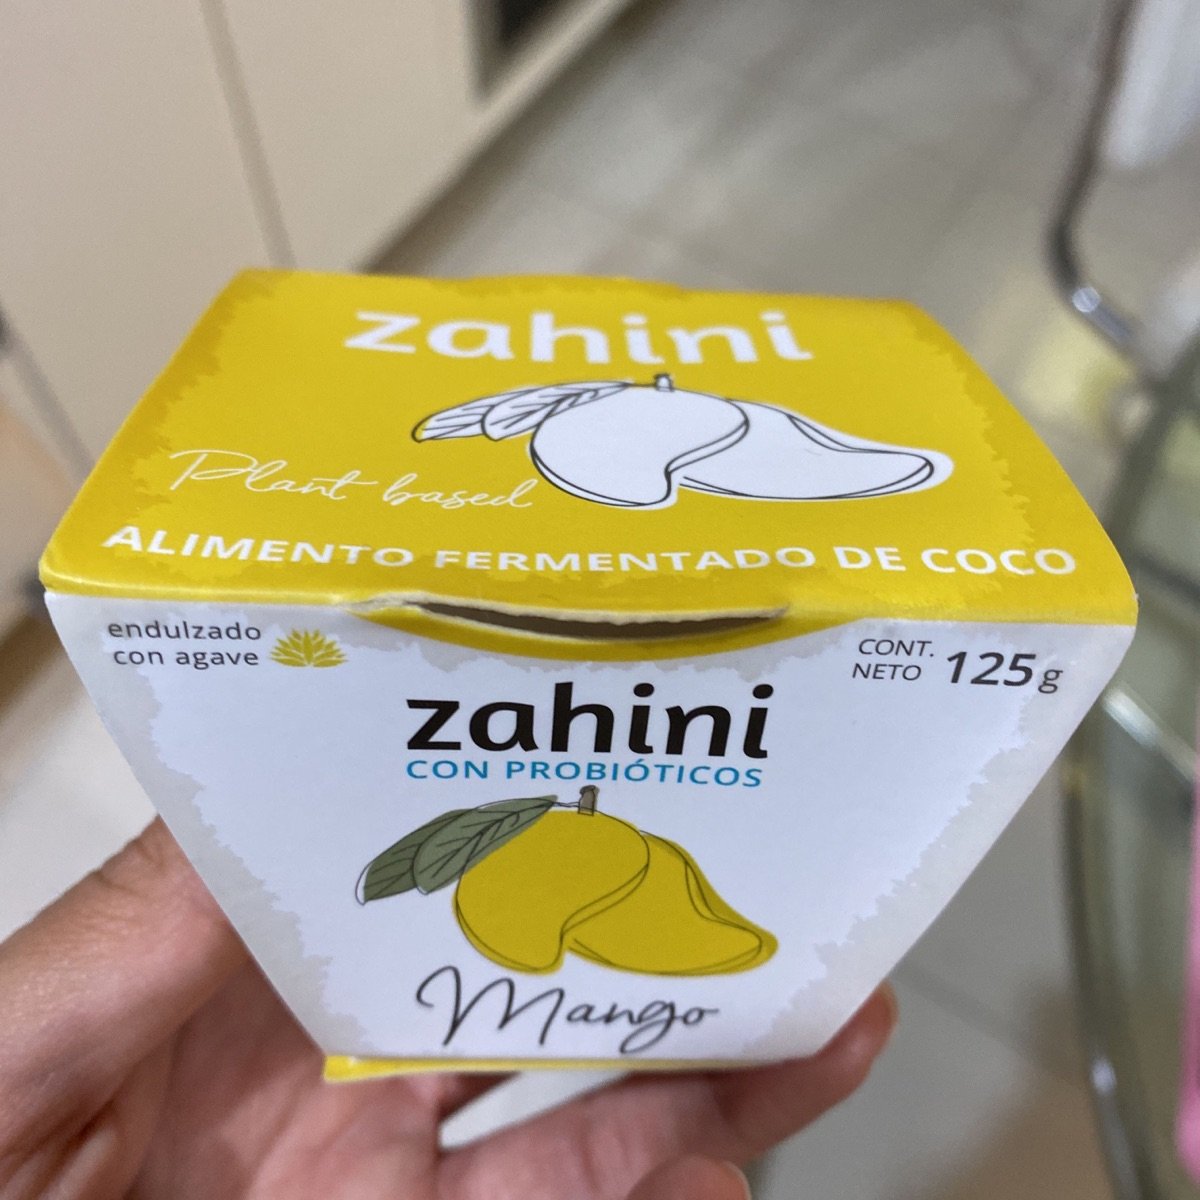 zahini
Plant based
ALIMENTO FERMENTADO DE COCO
endulzado
con agave
CONT.
NETO 125g
zahini
CON PROBIÓTICOS
Mango